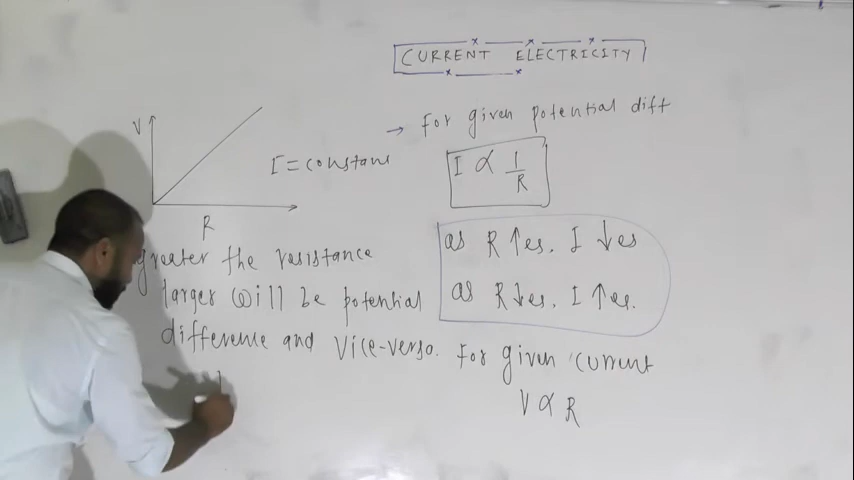 CURRENT ELECTRICITY
V
R
I = constant
→ For given potential diff
I ∝ 1/R
as R ↑es. I ↓es
as R ↓es. I ↑es.
greater the resistance
larger will be potential
difference and Vice-versa.
For given current
V ∝ R